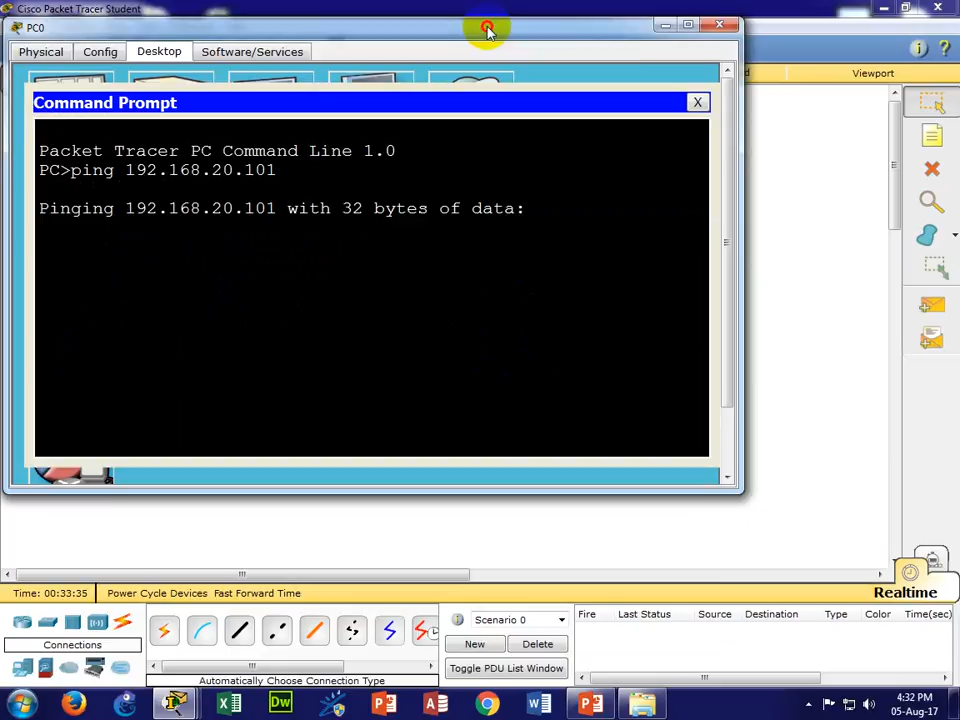 Cisco Packet Tracer Student
PC0
Physical
Config
Desktop
Software/Services
Viewport
Command Prompt
X
Packet Tracer PC Command Line 1.0
PC>ping 192.168.20.101
Pinging 192.168.20.101 with 32 bytes of data:
Time: 00:33:35
Power Cycle Devices Fast Forward Time
Realtime
Scenario 0
Fire
Last Status
Source
Destination
Type
Color
Time(sec)
Connections
New
Delete
Toggle PDU List Window
Automatically Choose Connection Type
Dw
4:32 PM
05-Aug-17